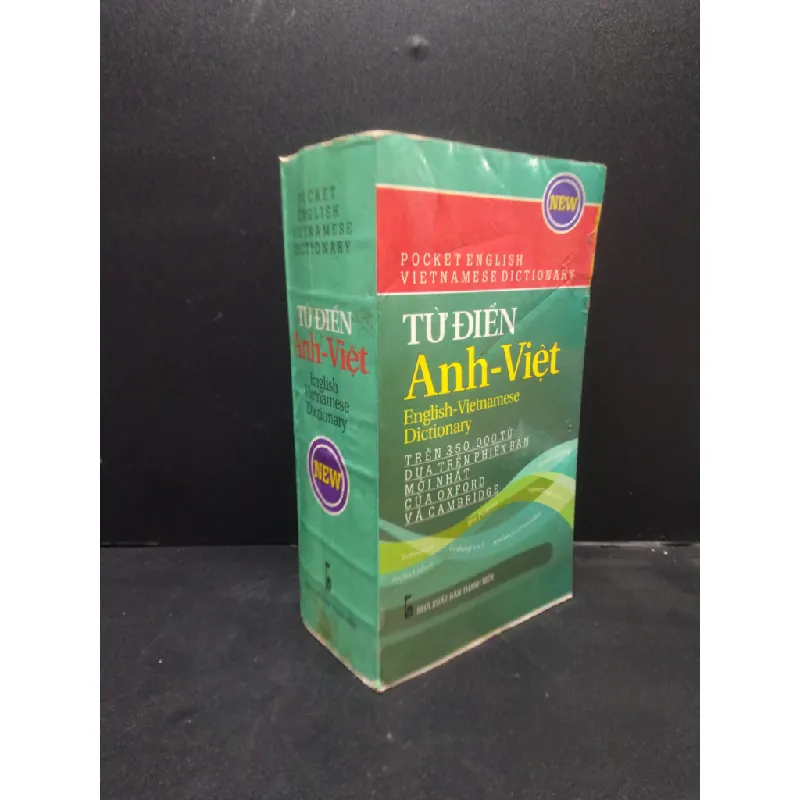 POCKET
ENGLISH
VIETNAMESE
DICTIONARY
TỪ ĐIỂN
Anh-Việt
English
Vietnamese
Dictionary
NEW
NEW
POCKET ENGLISH
VIETNAMESE DICTIONARY
TỪ ĐIỂN
Anh-Việt
English-Vietnamese
Dictionary
TRÊN 350.000 TỪ
DỰA TRÊN PHIÊN BẢN
MỚI NHẤT
CỦA OXFORD
VÀ CAMBRIDGE